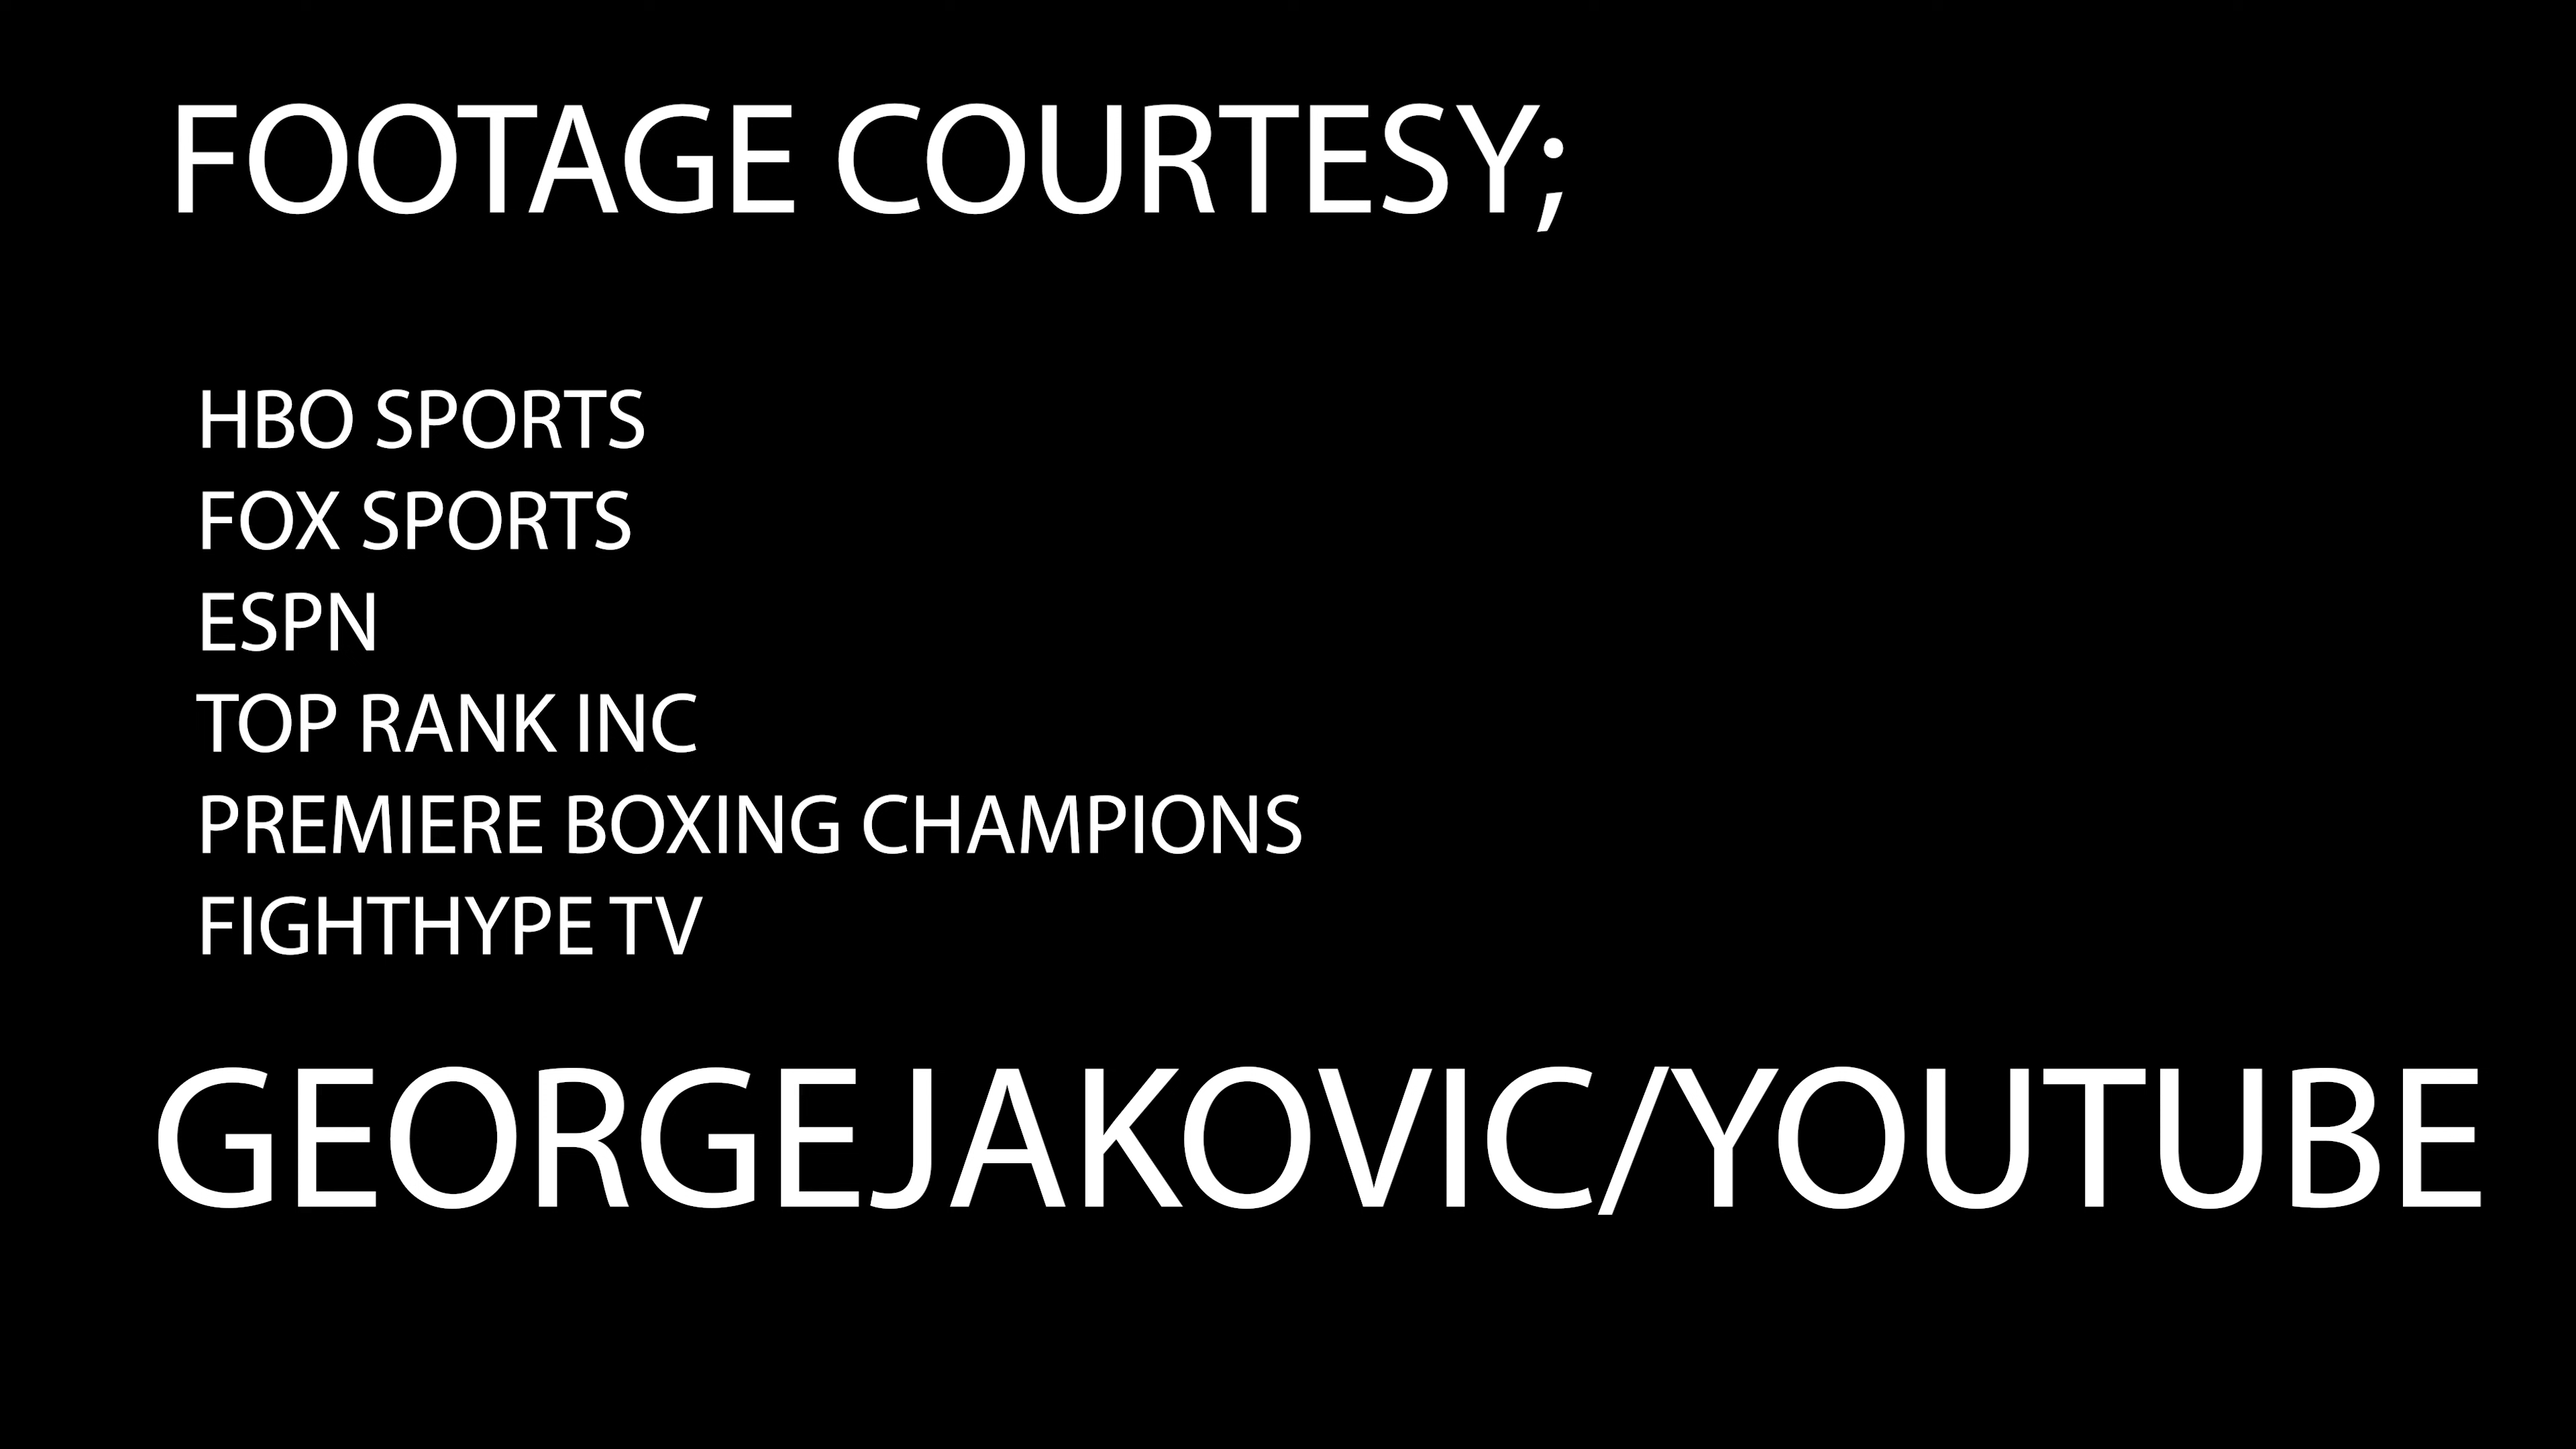 FOOTAGE COURTESY;
HBO SPORTS
FOX SPORTS
ESPN
TOP RANK INC
PREMIERE BOXING CHAMPIONS
FIGHTHYPE TV
GEORGEJAKOVIC/YOUTUBE